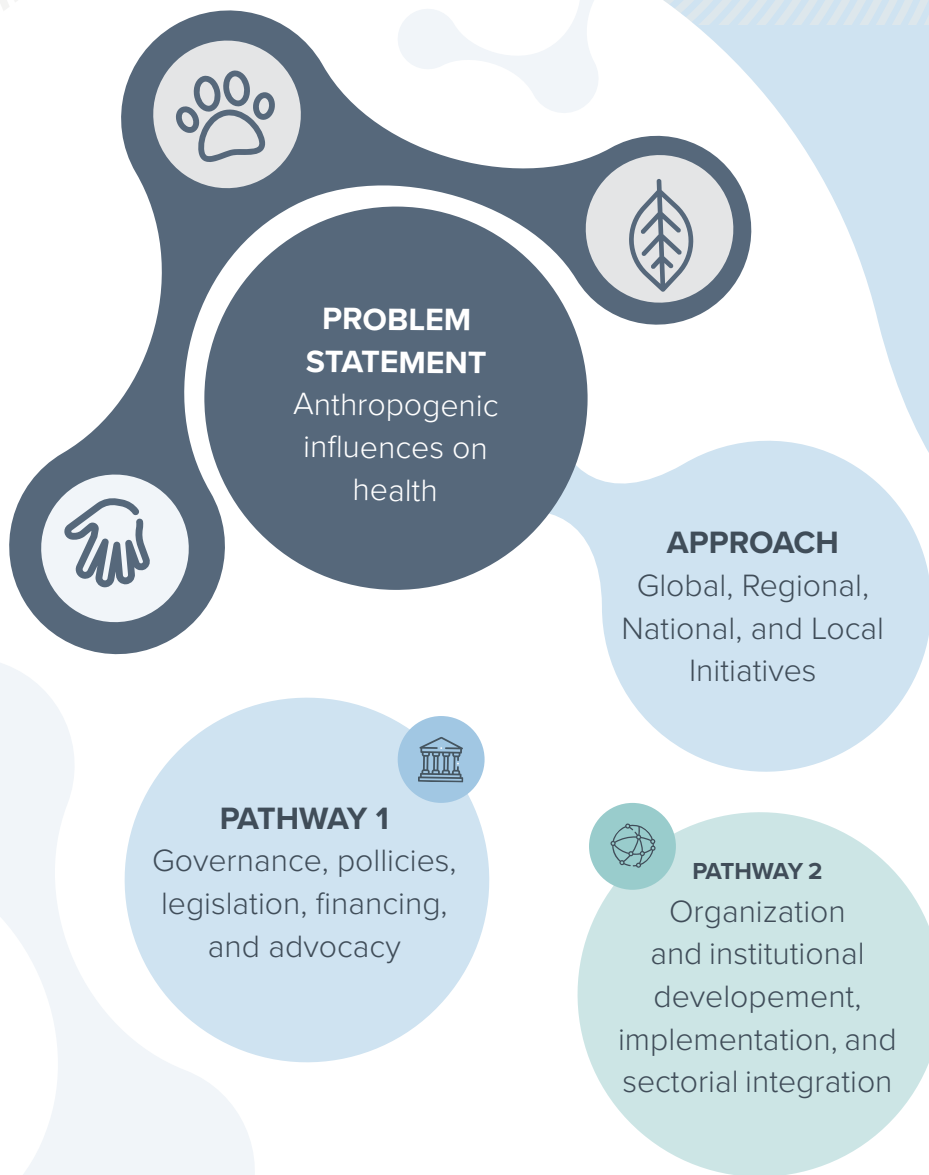 PROBLEM
STATEMENT
Anthropogenic
influences on
health
APPROACH
Global, Regional,
National, and Local
Initiatives
PATHWAY 1
Governance, pollicies,
legislation, financing,
and advocacy
PATHWAY 2
Organization
and institutional
developement,
implementation, and
sectorial integration